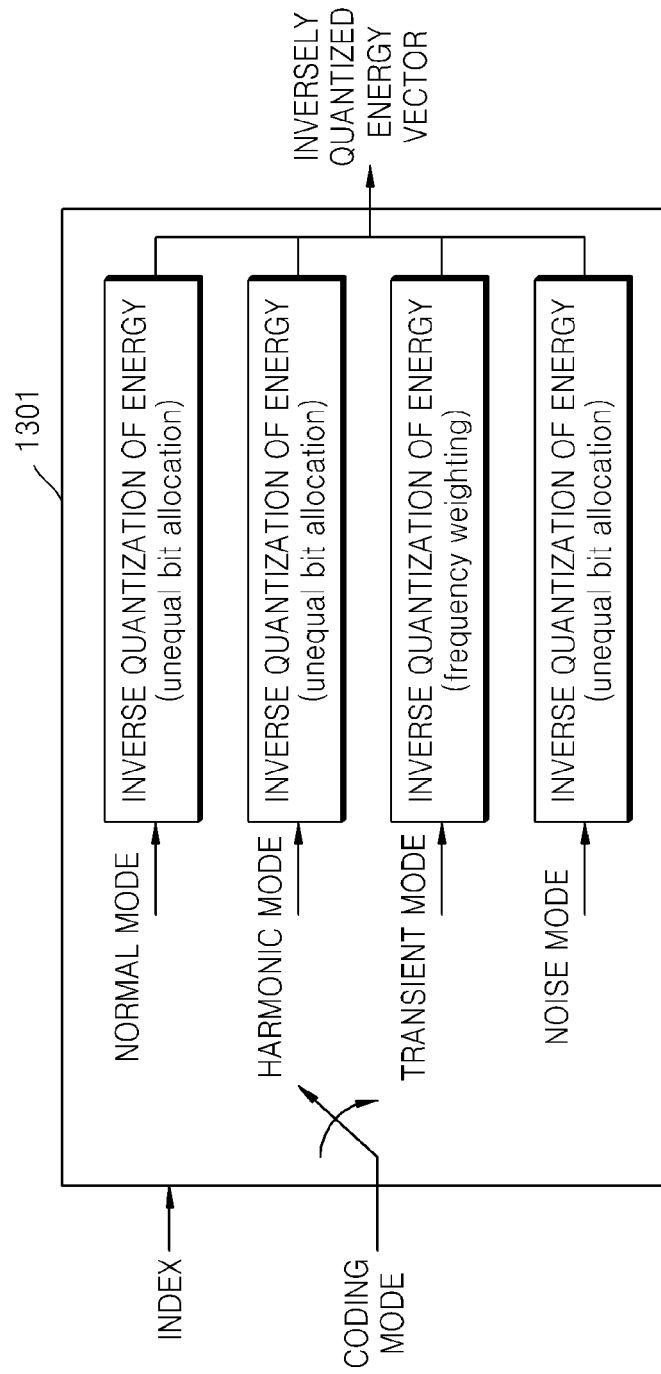 1301
INDEX
CODING
MODE
NORMAL MODE
INVERSE QUANTIZATION OF ENERGY
(unequal bit allocation)
HARMONIC MODE
INVERSE QUANTIZATION OF ENERGY
(unequal bit allocation)
TRANSIENT MODE
INVERSE QUANTIZATION OF ENERGY
(frequency weighting)
NOISE MODE
INVERSE QUANTIZATION OF ENERGY
(unequal bit allocation)
INVERSELY
QUANTIZED
ENERGY
VECTOR